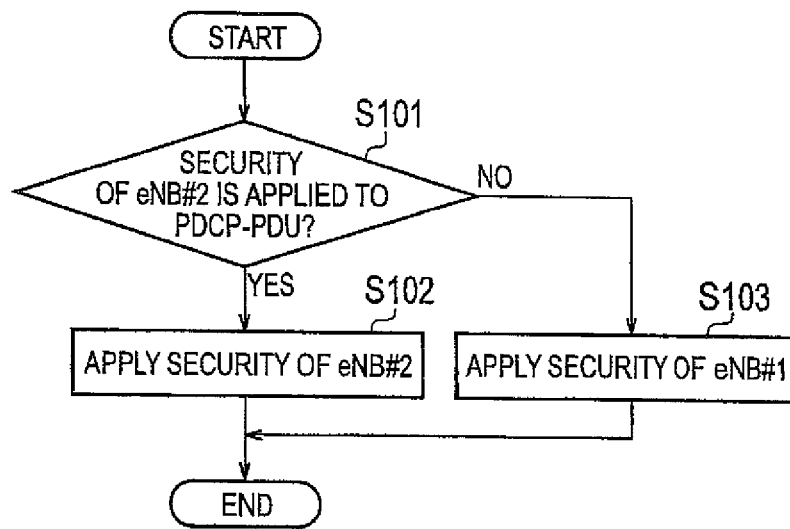 START
S101
SECURITY
OF eNB#2 IS APPLIED TO
PDCP-PDU?
NO
YES
S102
S103
APPLY SECURITY OF eNB#2
APPLY SECURITY OF eNB#1
END